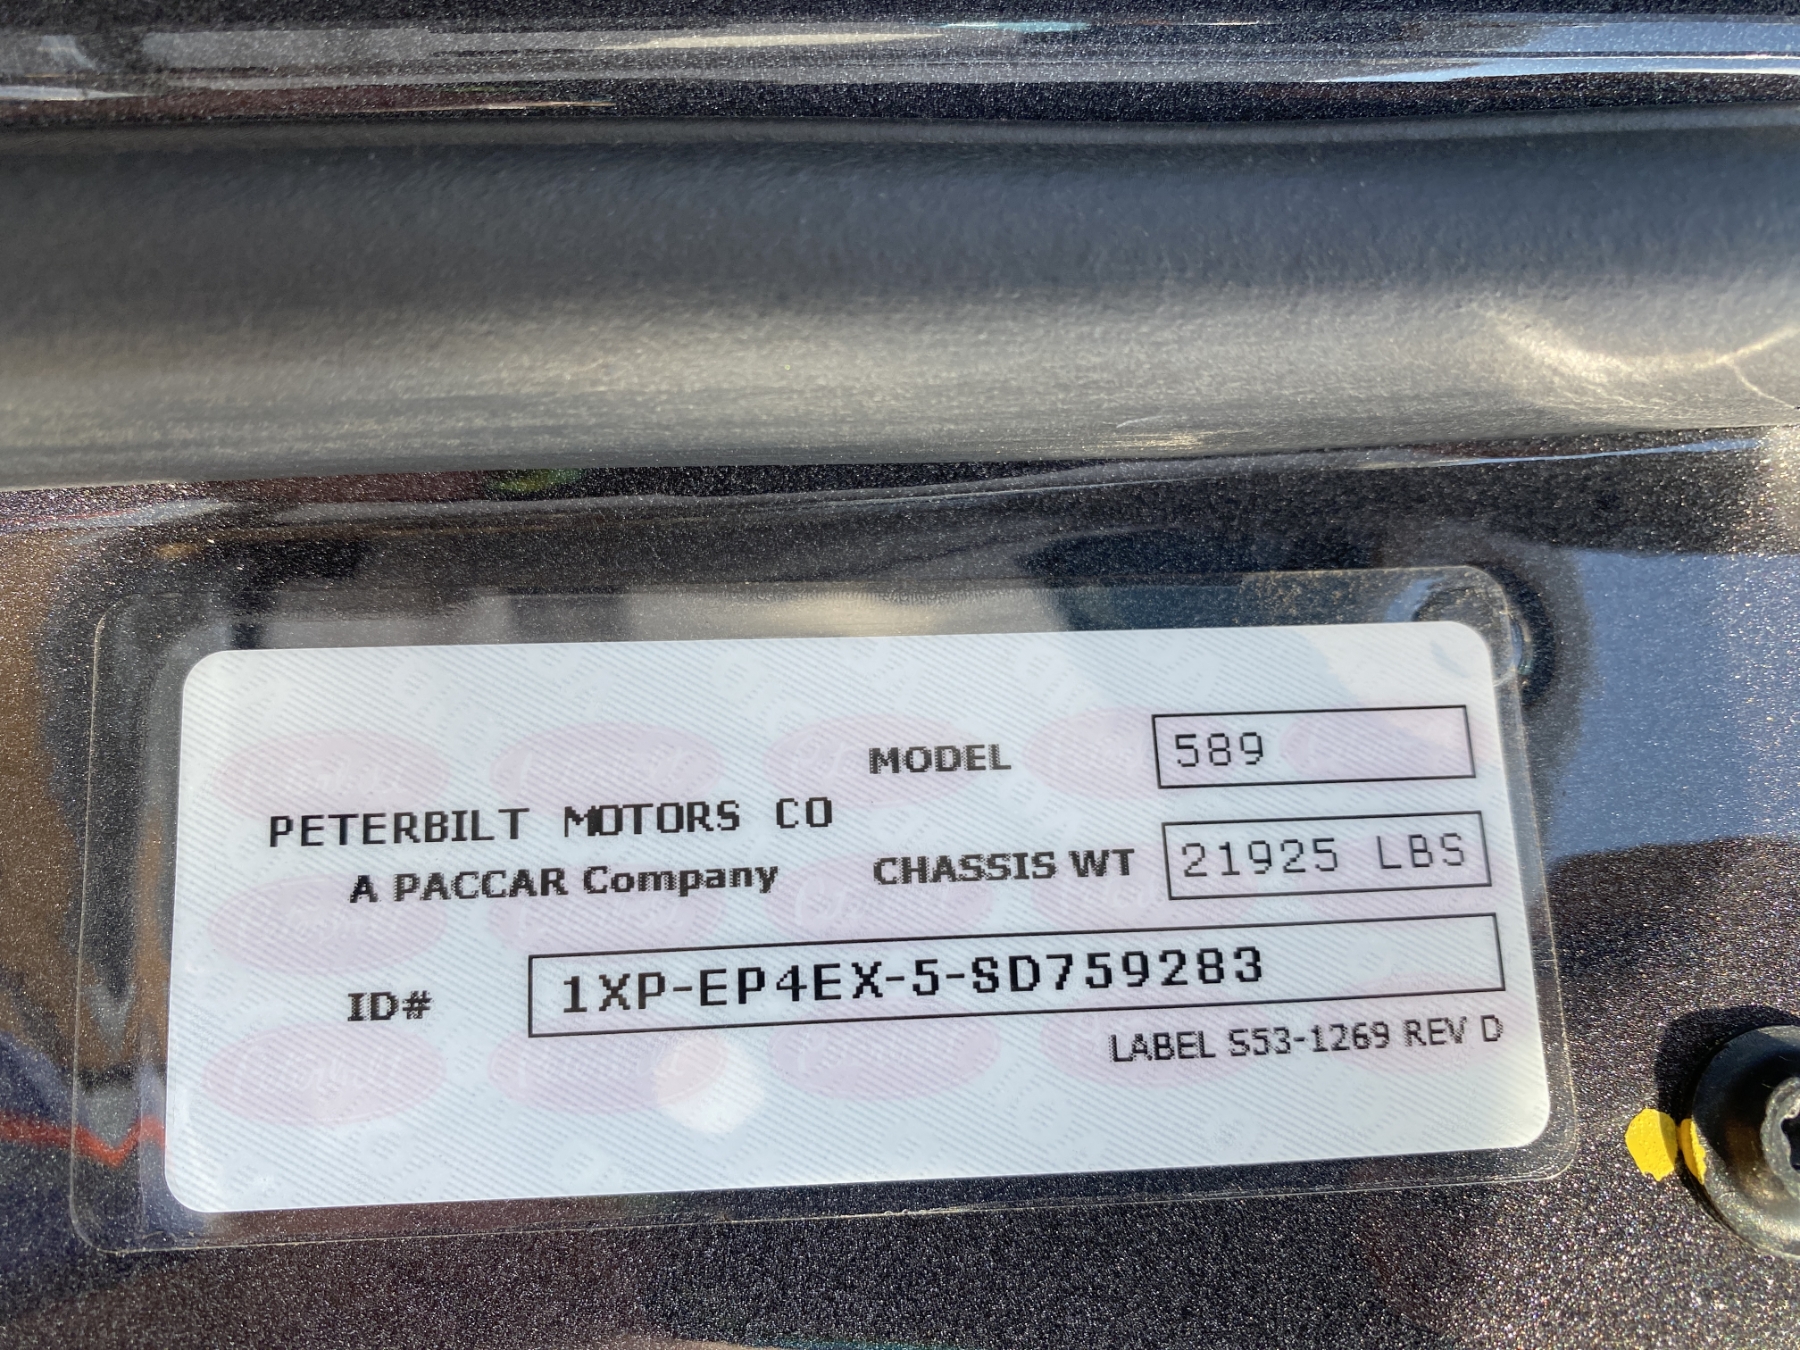 MODEL 589
PETERBILT MOTORS CO
A PACCAR Company
CHASSIS WT 21925 LBS
ID# 1XP-EP4EX-5-SD759283
LABEL S53-1269 REV D